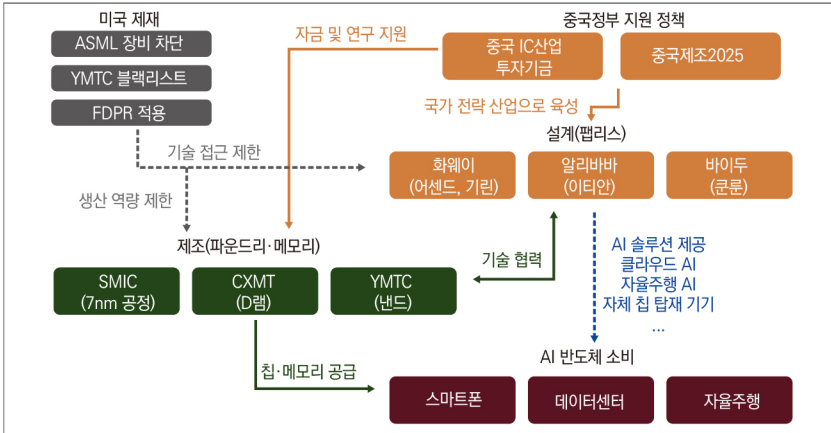 미국 제재
ASML 장비 차단
YMTC 블랙리스트
FDPR 적용
중국정부 지원 정책
자금 및 연구 지원
중국 IC산업
투자기금
중국제조2025
국가 전략 산업으로 육성
설계(팹리스)
기술 접근 제한
화웨이
(어센드, 기린)
알리바바
(이티안)
바이두
(쿤룬)
생산 역량 제한
제조(파운드리·메모리)
SMIC
(7nm 공정)
CXMT
(D램)
YMTC
(낸드)
기술 협력
AI 솔루션 제공
클라우드 AI
자율주행 AI
자체 칩 탑재 기기
...
AI 반도체 소비
칩·메모리 공급
스마트폰
데이터센터
자율주행